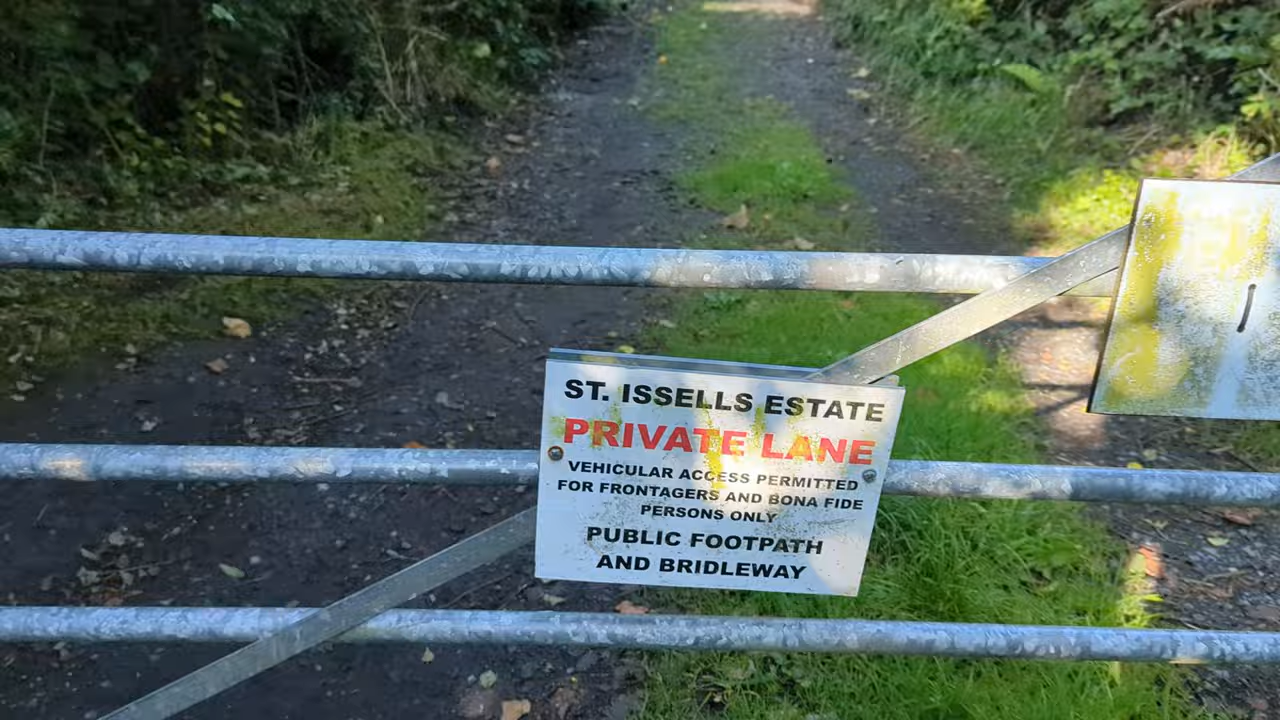 ST. ISSELLS ESTATE
PRIVATE LANE
VEHICULAR ACCESS PERMITTED
FOR FRONTAGERS AND BONA FIDE
PERSONS ONLY
PUBLIC FOOTPATH
AND BRIDLEWAY